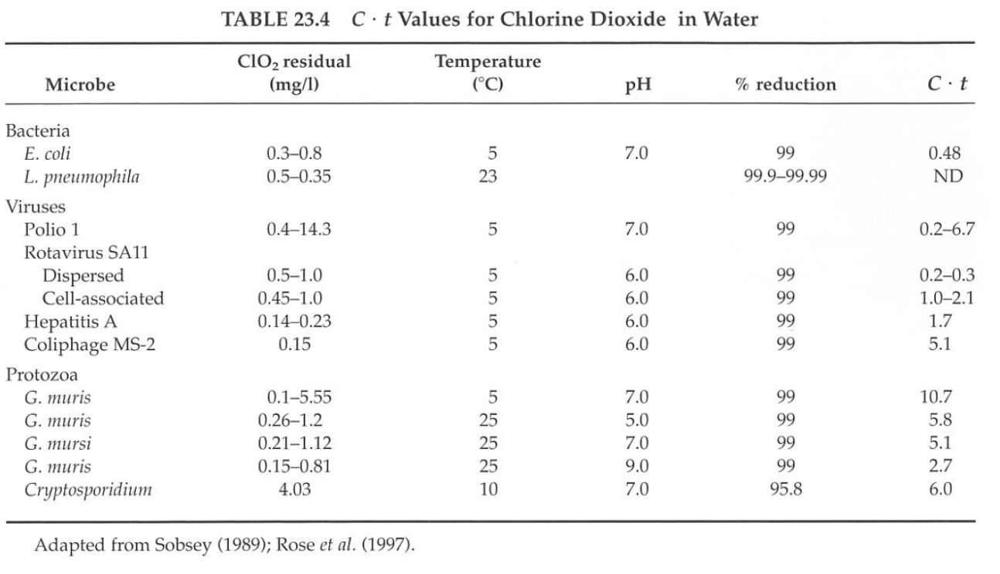 TABLE 23.4 C · t Values for Chlorine Dioxide in Water
Microbe ClO₂ residual (mg/l) Temperature (°C) pH % reduction C · t
Bacteria
E. coli 0.3–0.8 5 7.0 99 0.48
L. pneumophila 0.5–0.35 23 99.9–99.99 ND
Viruses
Polio 1 0.4–14.3 5 7.0 99 0.2–6.7
Rotavirus SA11
Dispersed 0.5–1.0 5 6.0 99 0.2–0.3
Cell-associated 0.45–1.0 5 6.0 99 1.0–2.1
Hepatitis A 0.14–0.23 5 6.0 99 1.7
Coliphage MS-2 0.15 5 6.0 99 5.1
Protozoa
G. muris 0.1–5.55 5 7.0 99 10.7
G. muris 0.26–1.2 25 5.0 99 5.8
G. mursi 0.21–1.12 25 7.0 99 5.1
G. muris 0.15–0.81 25 9.0 99 2.7
Cryptosporidium 4.03 10 7.0 95.8 6.0
Adapted from Sobsey (1989); Rose et al. (1997).